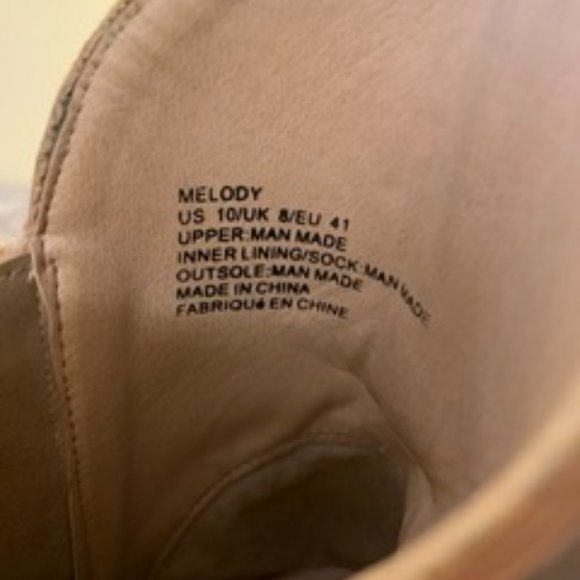 MELODY
US 10/UK 8/EU 41
UPPER:MAN MADE
INNER LINING/SOCK:MAN MADE
OUTSOLE:MAN MADE
MADE IN CHINA
FABRIQUé EN CHINE